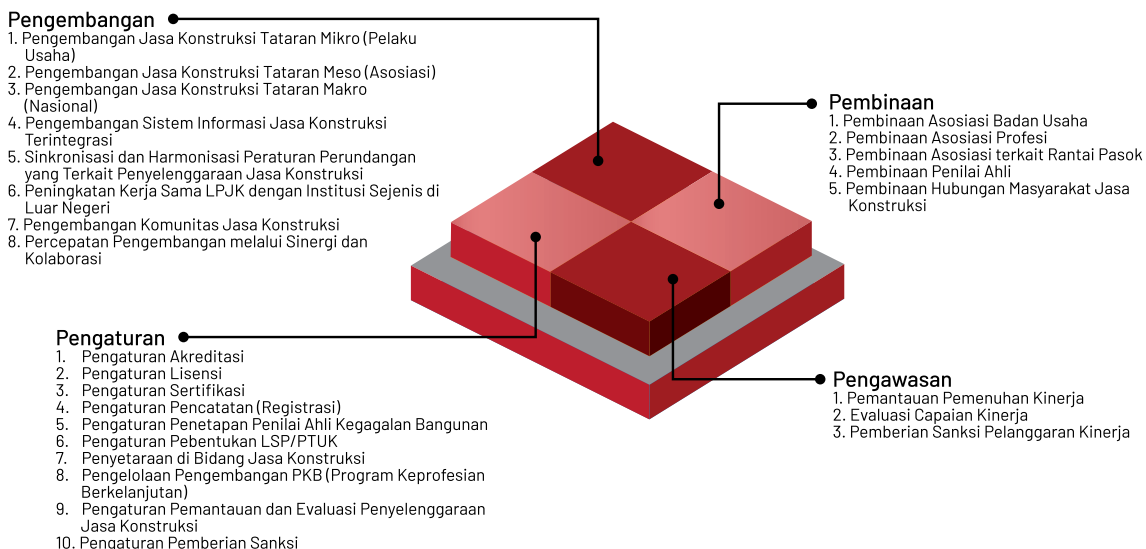 Pengembangan
1. Pengembangan Jasa Konstruksi Tataran Mikro (Pelaku
Usaha)
2. Pengembangan Jasa Konstruksi Tataran Meso (Asosiasi)
3. Pengembangan Jasa Konstruksi Tataran Makro
(Nasional)
4. Pengembangan Sistem Informasi Jasa Konstruksi
Terintegrasi
5. Sinkronisasi dan Harmonisasi Peraturan Perundangan
yang Terkait Penyelenggaraan Jasa Konstruksi
6. Peningkatan Kerja Sama LPJK dengan Institusi Sejenis di
Luar Negeri
7. Pengembangan Komunitas Jasa Konstruksi
8. Percepatan Pengembangan melalui Sinergi dan
Kolaborasi
Pembinaan
1. Pembinaan Asosiasi Badan Usaha
2. Pembinaan Asosiasi Profesi
3. Pembinaan Asosiasi terkait Rantai Pasok
4. Pembinaan Penilai Ahli
5. Pembinaan Hubungan Masyarakat Jasa
Konstruksi
Pengaturan
1. Pengaturan Akreditasi
2. Pengaturan Lisensi
3. Pengaturan Sertifikasi
4. Pengaturan Pencatatan (Registrasi)
5. Pengaturan Penetapan Penilai Ahli Kegagalan Bangunan
6. Pengaturan Pebentukan LSP/PTUK
7. Penyetaraan di Bidang Jasa Konstruksi
8. Pengelolaan Pengembangan PKB (Program Keprofesian
Berkelanjutan)
9. Pengaturan Pemantauan dan Evaluasi Penyelenggaraan
Jasa Konstruksi
10. Pengaturan Pemberian Sanksi
Pengawasan
1. Pemantauan Pemenuhan Kinerja
2. Evaluasi Capaian Kinerja
3. Pemberian Sanksi Pelanggaran Kinerja